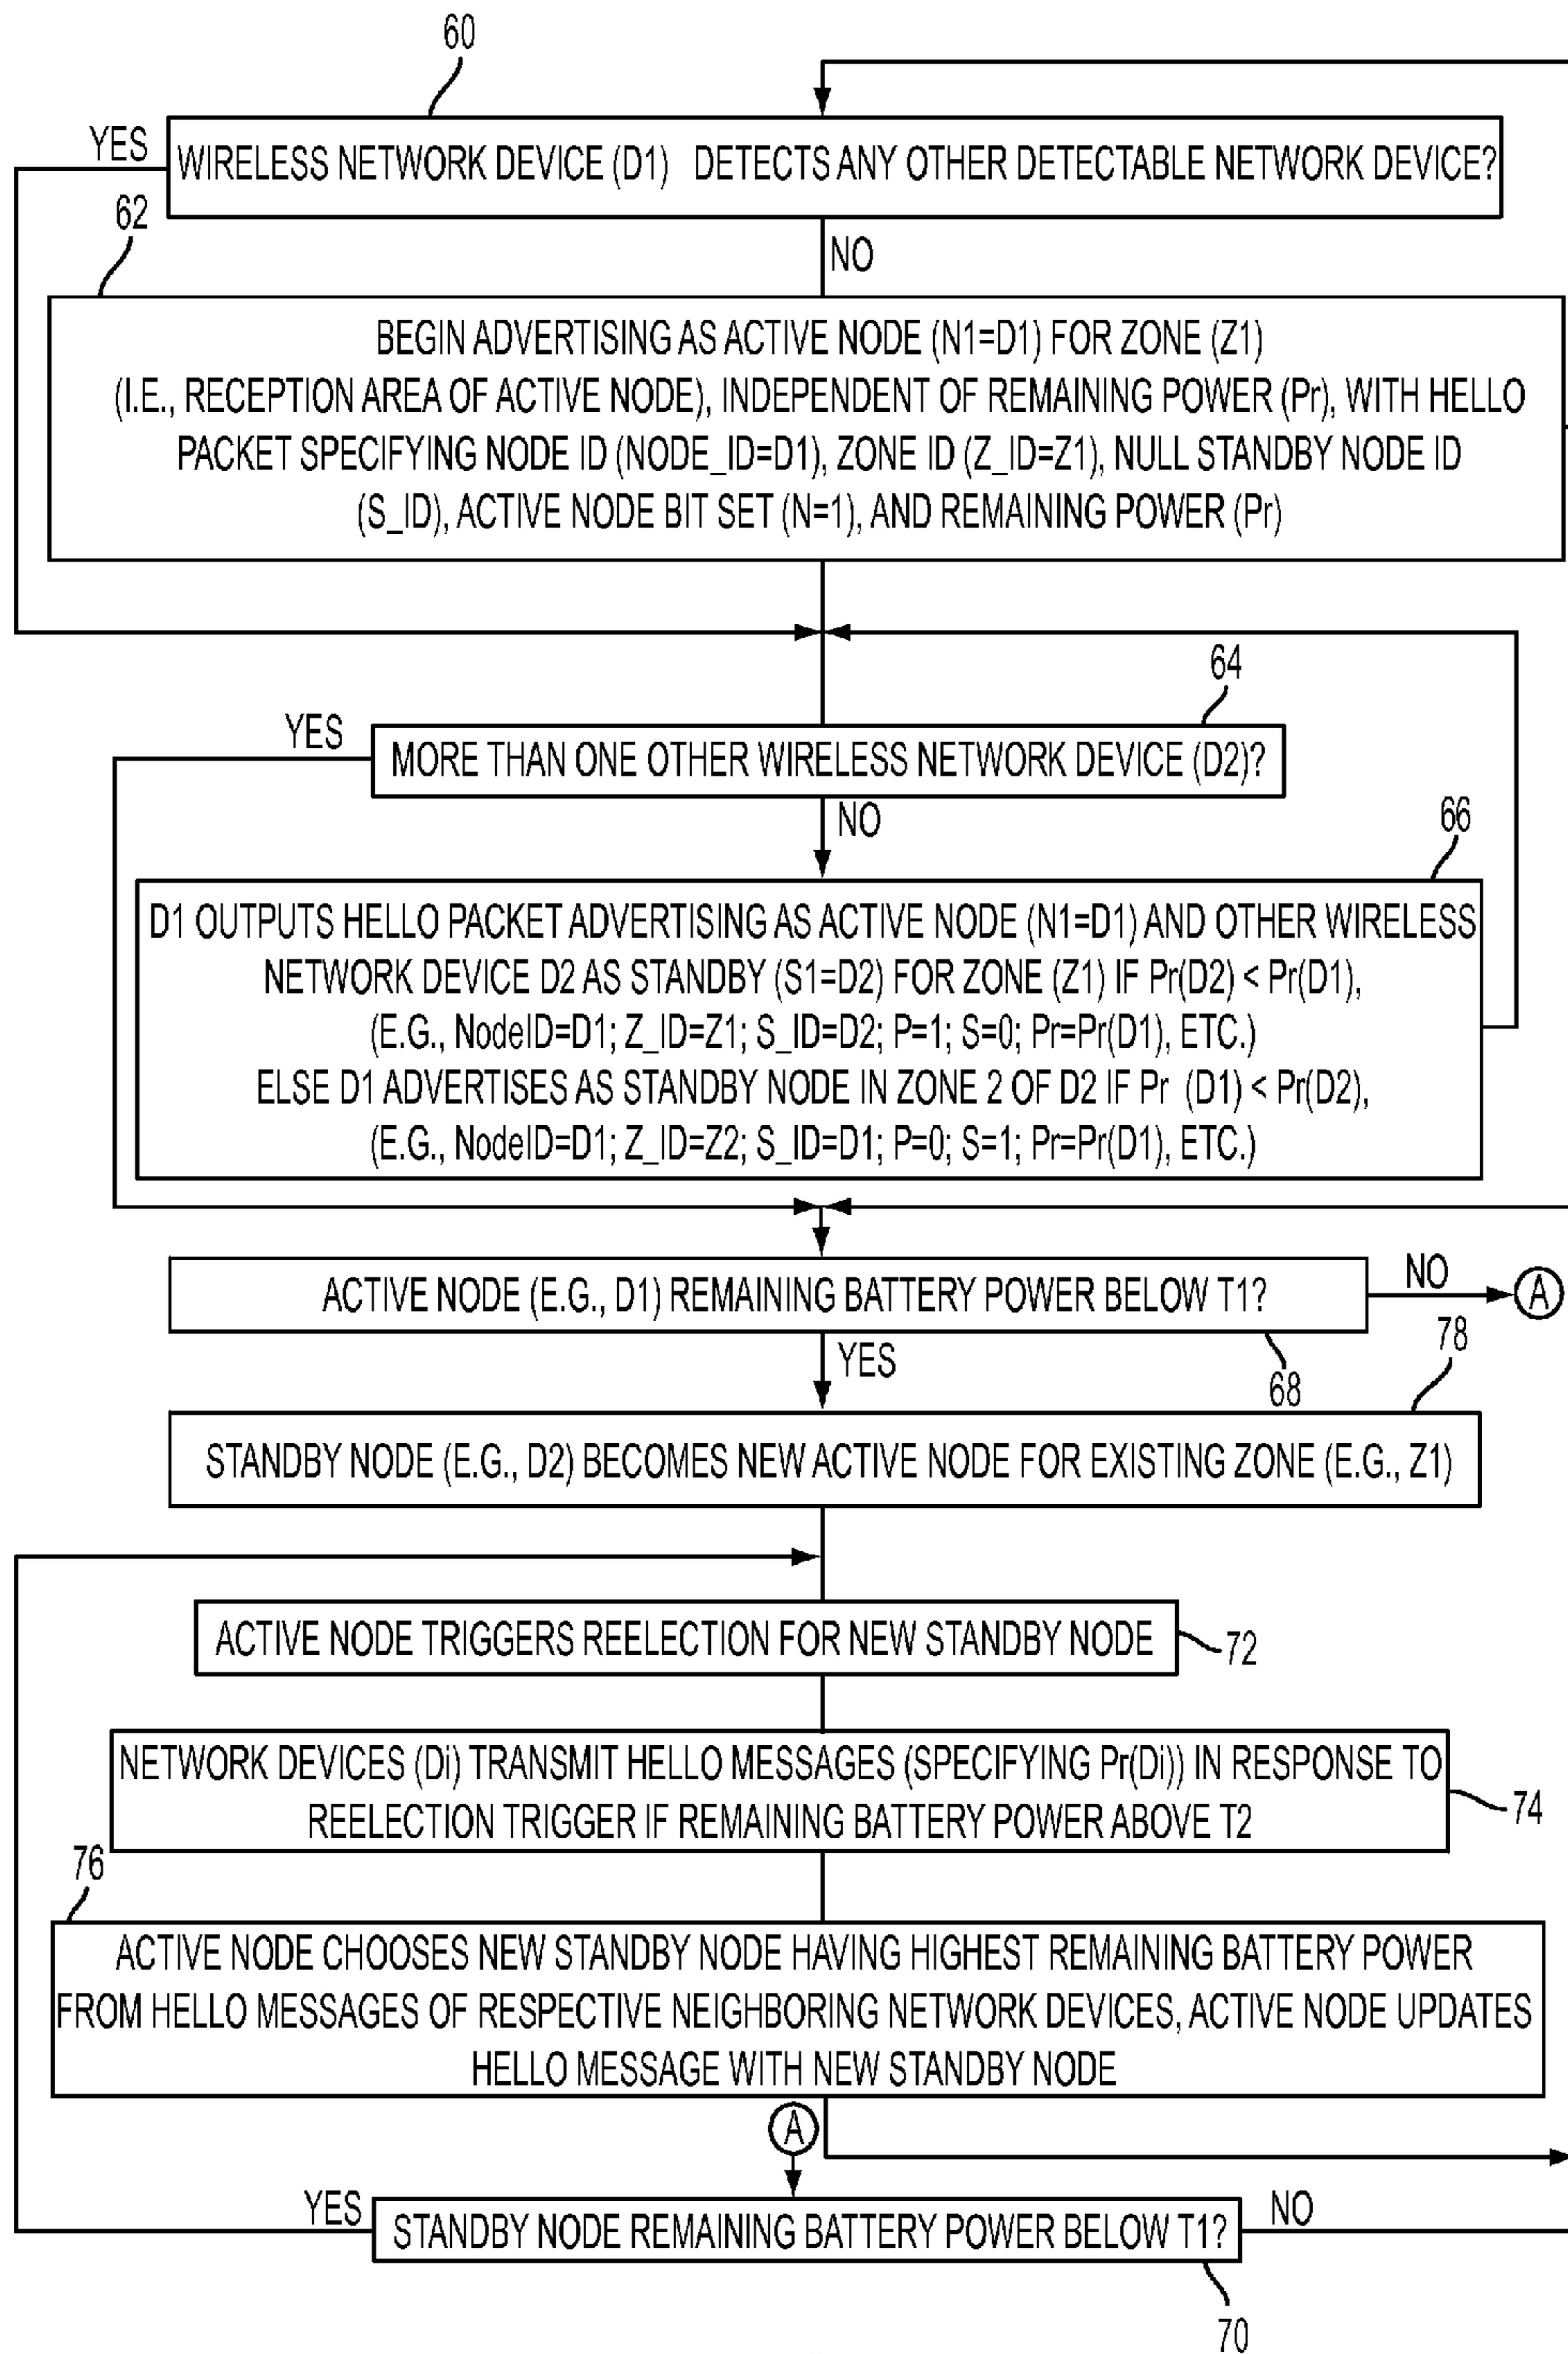 60
YES
WIRELESS NETWORK DEVICE (D1) DETECTS ANY OTHER DETECTABLE NETWORK DEVICE?
62
NO
BEGIN ADVERTISING AS ACTIVE NODE (N1=D1) FOR ZONE (Z1)
(I.E., RECEPTION AREA OF ACTIVE NODE), INDEPENDENT OF REMAINING POWER (Pr), WITH HELLO
PACKET SPECIFYING NODE ID (NODE_ID=D1), ZONE ID (Z_ID=Z1), NULL STANDBY NODE ID
(S_ID), ACTIVE NODE BIT SET (N=1), AND REMAINING POWER (Pr)
64
YES
MORE THAN ONE OTHER WIRELESS NETWORK DEVICE (D2)?
NO
66
D1 OUTPUTS HELLO PACKET ADVERTISING AS ACTIVE NODE (N1=D1) AND OTHER WIRELESS
NETWORK DEVICE D2 AS STANDBY (S1=D2) FOR ZONE (Z1) IF Pr(D2) < Pr(D1),
(E.G., NodeID=D1; Z_ID=Z1; S_ID=D2; P=1; S=0; Pr=Pr(D1), ETC.)
ELSE D1 ADVERTISES AS STANDBY NODE IN ZONE 2 OF D2 IF Pr (D1) < Pr(D2),
(E.G., NodeID=D1; Z_ID=Z2; S_ID=D1; P=0; S=1; Pr=Pr(D1), ETC.)
ACTIVE NODE (E.G., D1) REMAINING BATTERY POWER BELOW T1?
NO
A
YES
68
78
STANDBY NODE (E.G., D2) BECOMES NEW ACTIVE NODE FOR EXISTING ZONE (E.G., Z1)
ACTIVE NODE TRIGGERS REELECTION FOR NEW STANDBY NODE
72
NETWORK DEVICES (Di) TRANSMIT HELLO MESSAGES (SPECIFYING Pr(Di)) IN RESPONSE TO
REELECTION TRIGGER IF REMAINING BATTERY POWER ABOVE T2
74
76
ACTIVE NODE CHOOSES NEW STANDBY NODE HAVING HIGHEST REMAINING BATTERY POWER
FROM HELLO MESSAGES OF RESPECTIVE NEIGHBORING NETWORK DEVICES, ACTIVE NODE UPDATES
HELLO MESSAGE WITH NEW STANDBY NODE
A
YES
STANDBY NODE REMAINING BATTERY POWER BELOW T1?
NO
70